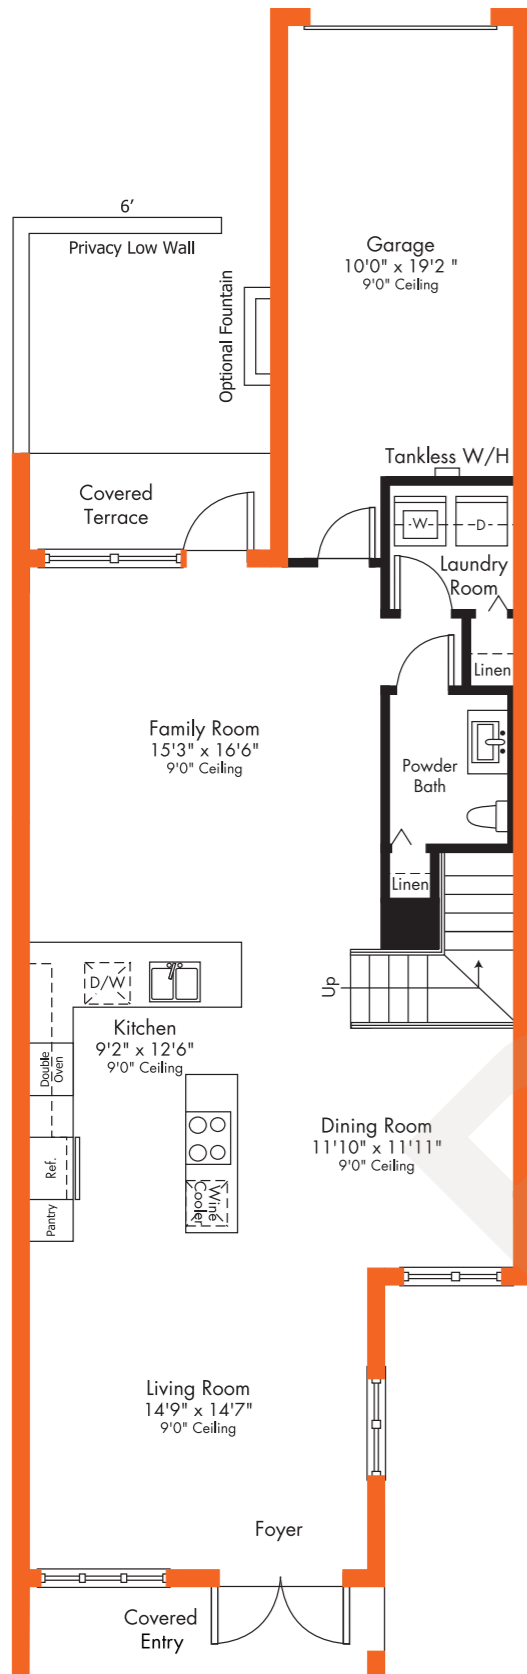 6'
Privacy Low Wall
Garage
10'0" x 19'2 "
9'0" Ceiling
Optional Fountain
Tankless W/H
Covered
Terrace
W
D
Laundry
Room
Linen
Family Room
15'3" x 16'6"
9'0" Ceiling
Powder
Bath
Linen
Up
D/W
Kitchen
9'2" x 12'6"
9'0" Ceiling
Double
Oven
Ref.
Pantry
Wine
Cooler
Dining Room
11'10" x 11'11"
9'0" Ceiling
Living Room
14'9" x 14'7"
9'0" Ceiling
Foyer
Covered
Entry